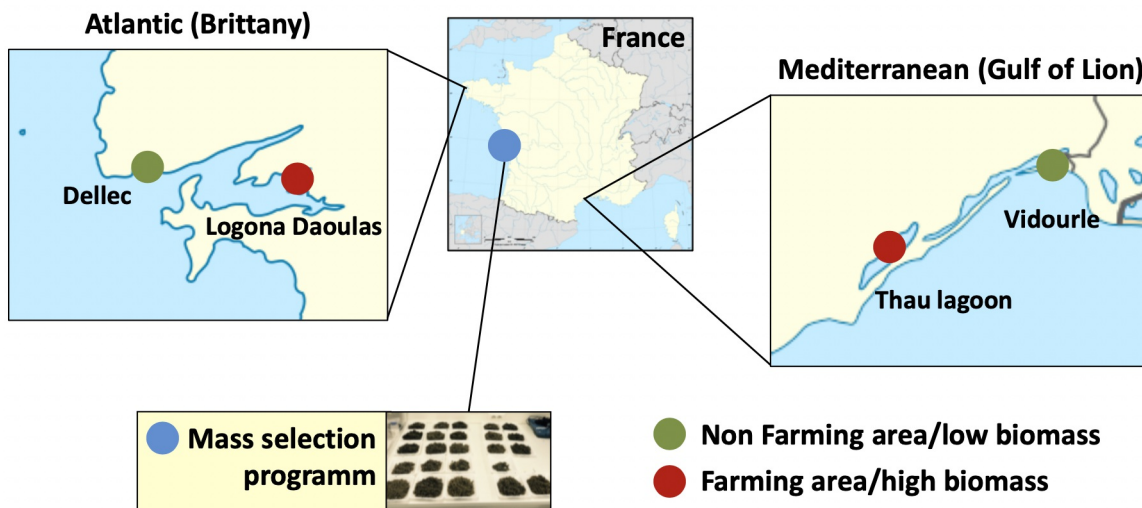 Atlantic (Brittany)
France
Mediterranean (Gulf of Lion)
Dellec
Logona Daoulas
Vidourle
Thau lagoon
Mass selection
programm
Non Farming area/low biomass
Farming area/high biomass